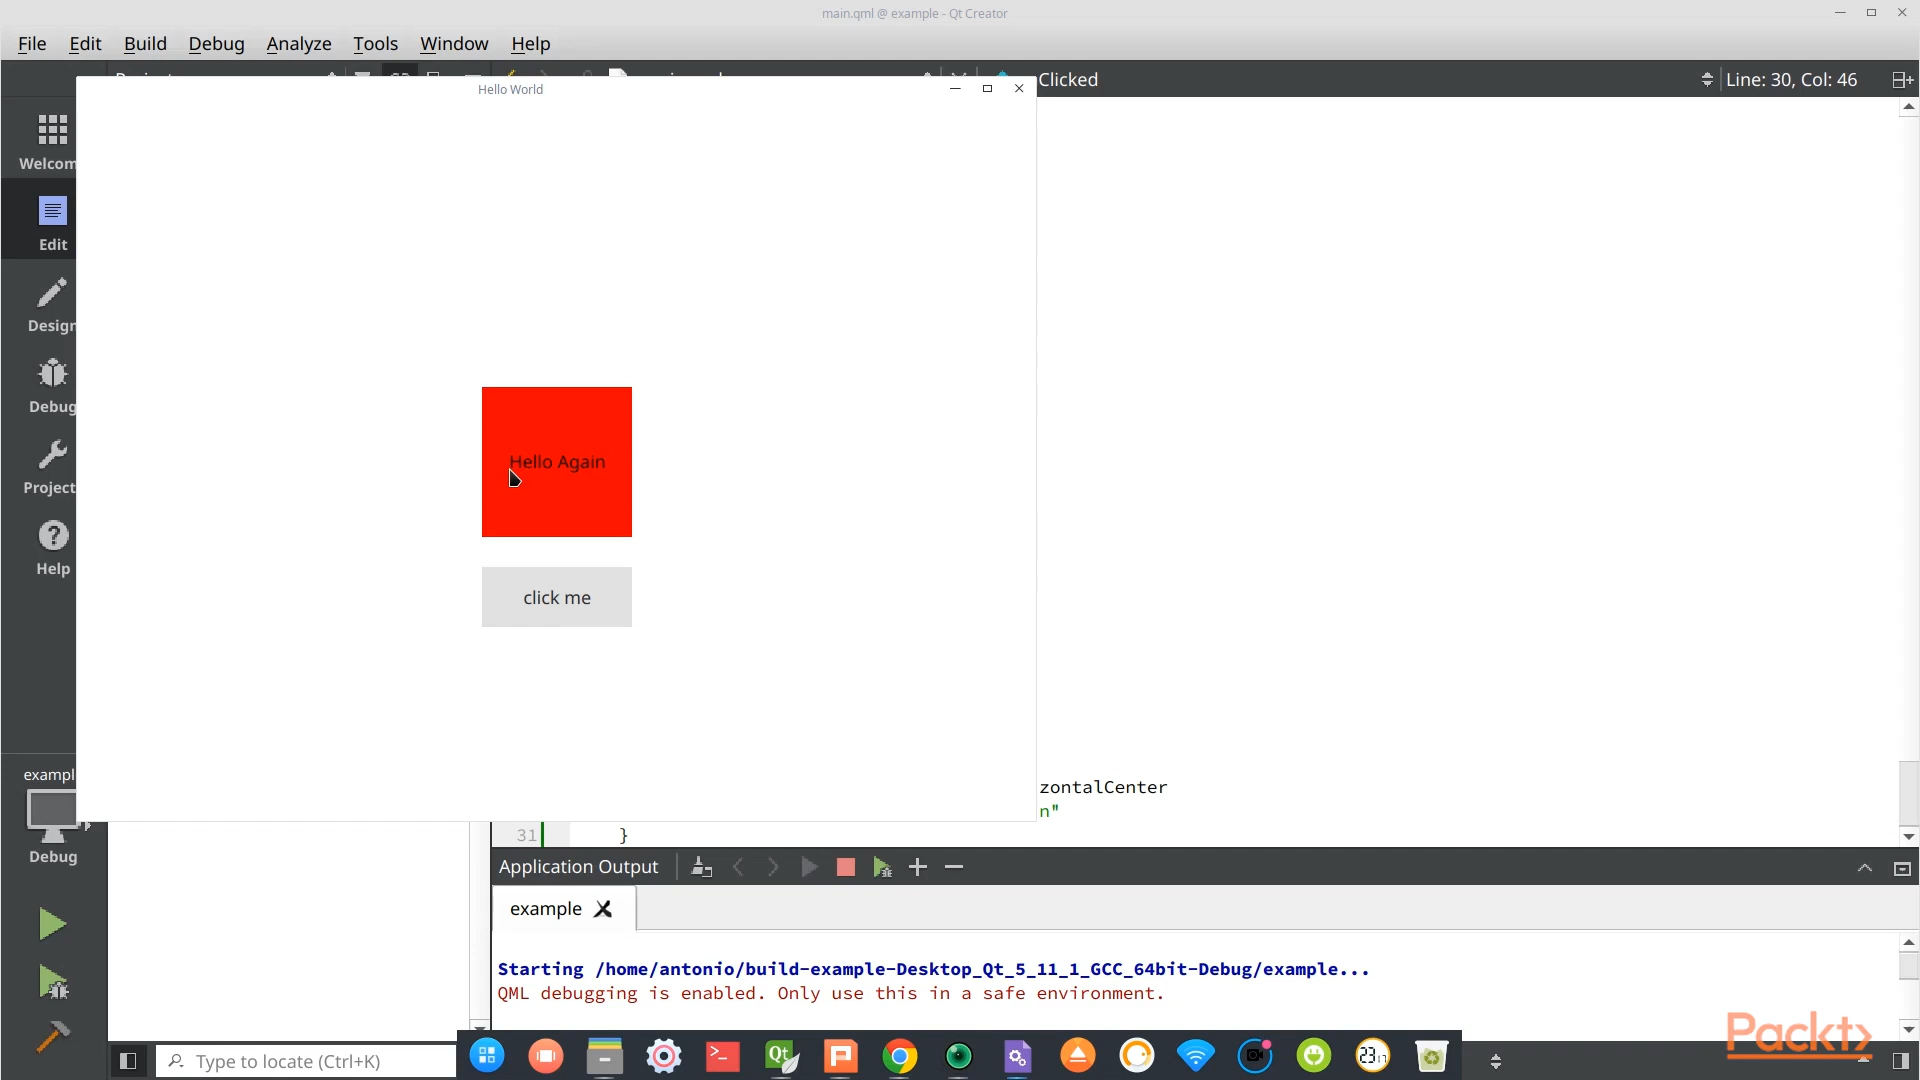 main.qml @ example - Qt Creator
File Edit Build Debug Analyze Tools Window Help
Clicked
Line: 30, Col: 46
Hello World
Welcom
Edit
Design
Debug
Project
Help
Hello Again
click me
exampl
Debug
zontalCenter
n"
31 }
Application Output
example
Starting /home/antonio/build-example-Desktop_Qt_5_11_1_GCC_64bit-Debug/example...
QML debugging is enabled. Only use this in a safe environment.
Type to locate (Ctrl+K)
Qt
Packt>